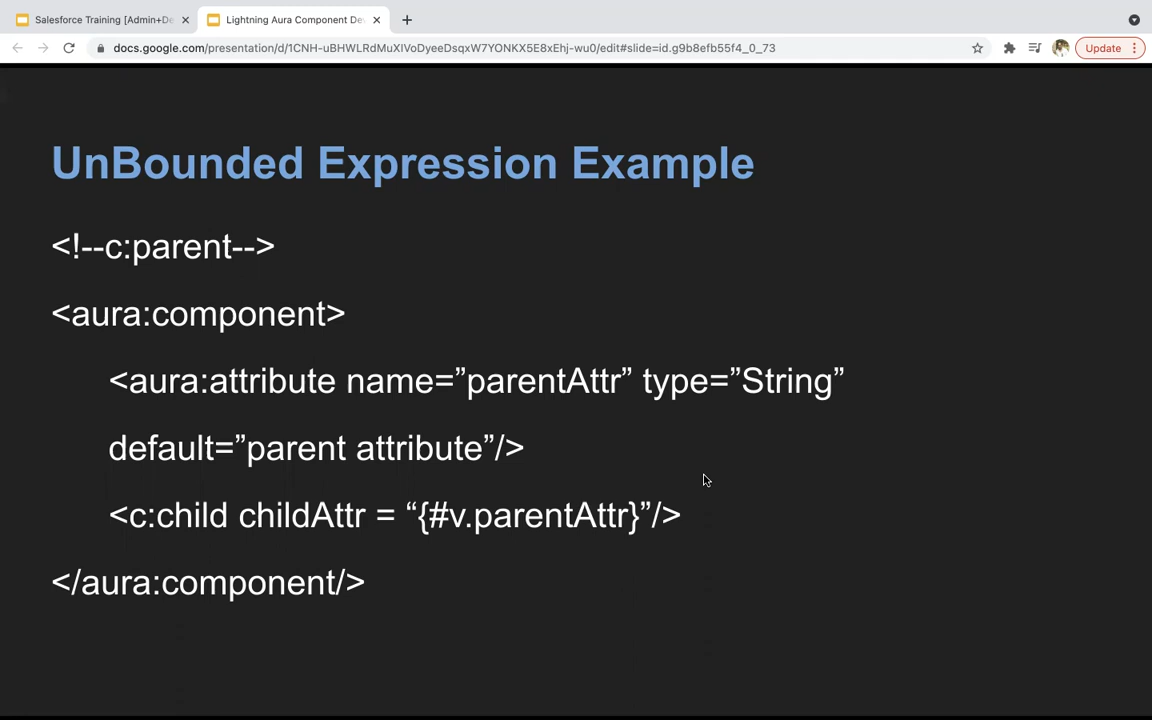 Salesforce Training [Admin+De
Lightning Aura Component De
docs.google.com/presentation/d/1CNH-uBHWLRdMuXIVoDyeeDsqxW7YONKX5E8xEhj-wu0/edit#slide=id.g9b8efb55f4_0_73
Update
UnBounded Expression Example
<!--c:parent-->
<aura:component>
<aura:attribute name=”parentAttr” type=”String”
default=”parent attribute”/>
<c:child childAttr = “{#v.parentAttr}”/>
</aura:component/>